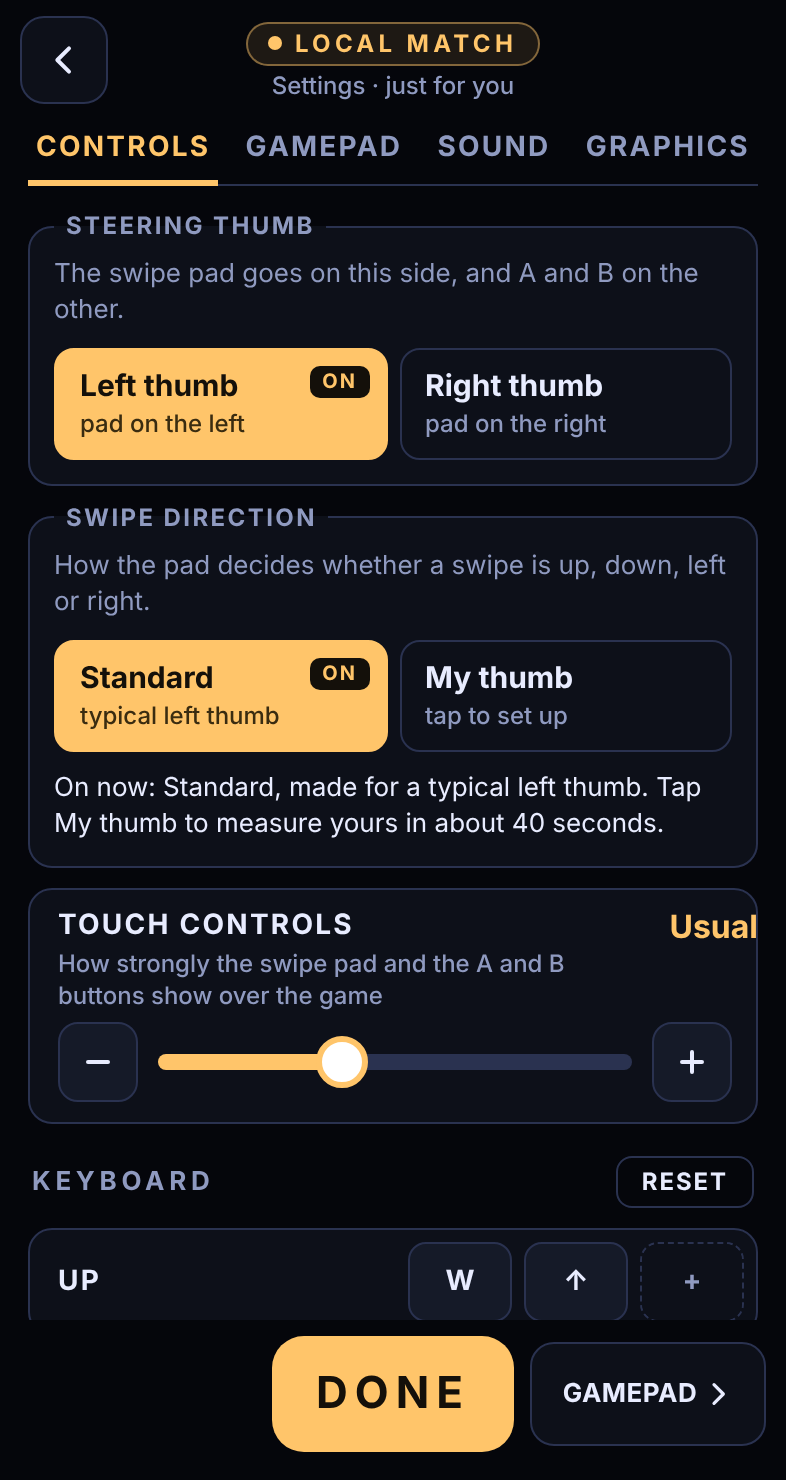 LOCAL MATCH
Settings · just for you
CONTROLS GAMEPAD SOUND GRAPHICS
STEERING THUMB
The swipe pad goes on this side, and A and B on the
other.
Left thumb ON
pad on the left
Right thumb
pad on the right
SWIPE DIRECTION
How the pad decides whether a swipe is up, down, left
or right.
Standard ON
typical left thumb
My thumb
tap to set up
On now: Standard, made for a typical left thumb. Tap
My thumb to measure yours in about 40 seconds.
TOUCH CONTROLS
Usual
How strongly the swipe pad and the A and B
buttons show over the game
− +
KEYBOARD RESET
UP W ↑ +
DONE GAMEPAD >